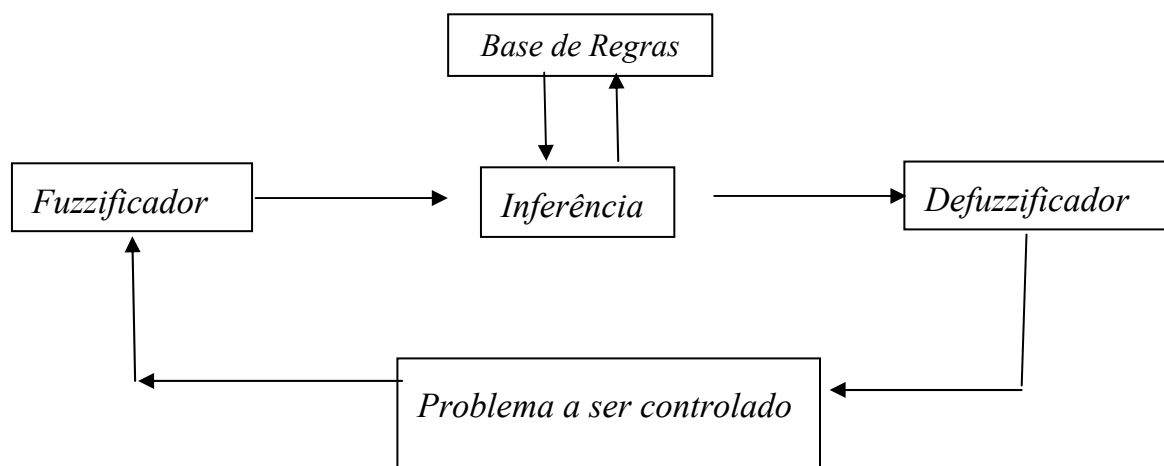 Base de Regras
Fuzzificador
Inferência
Defuzzificador
Problema a ser controlado